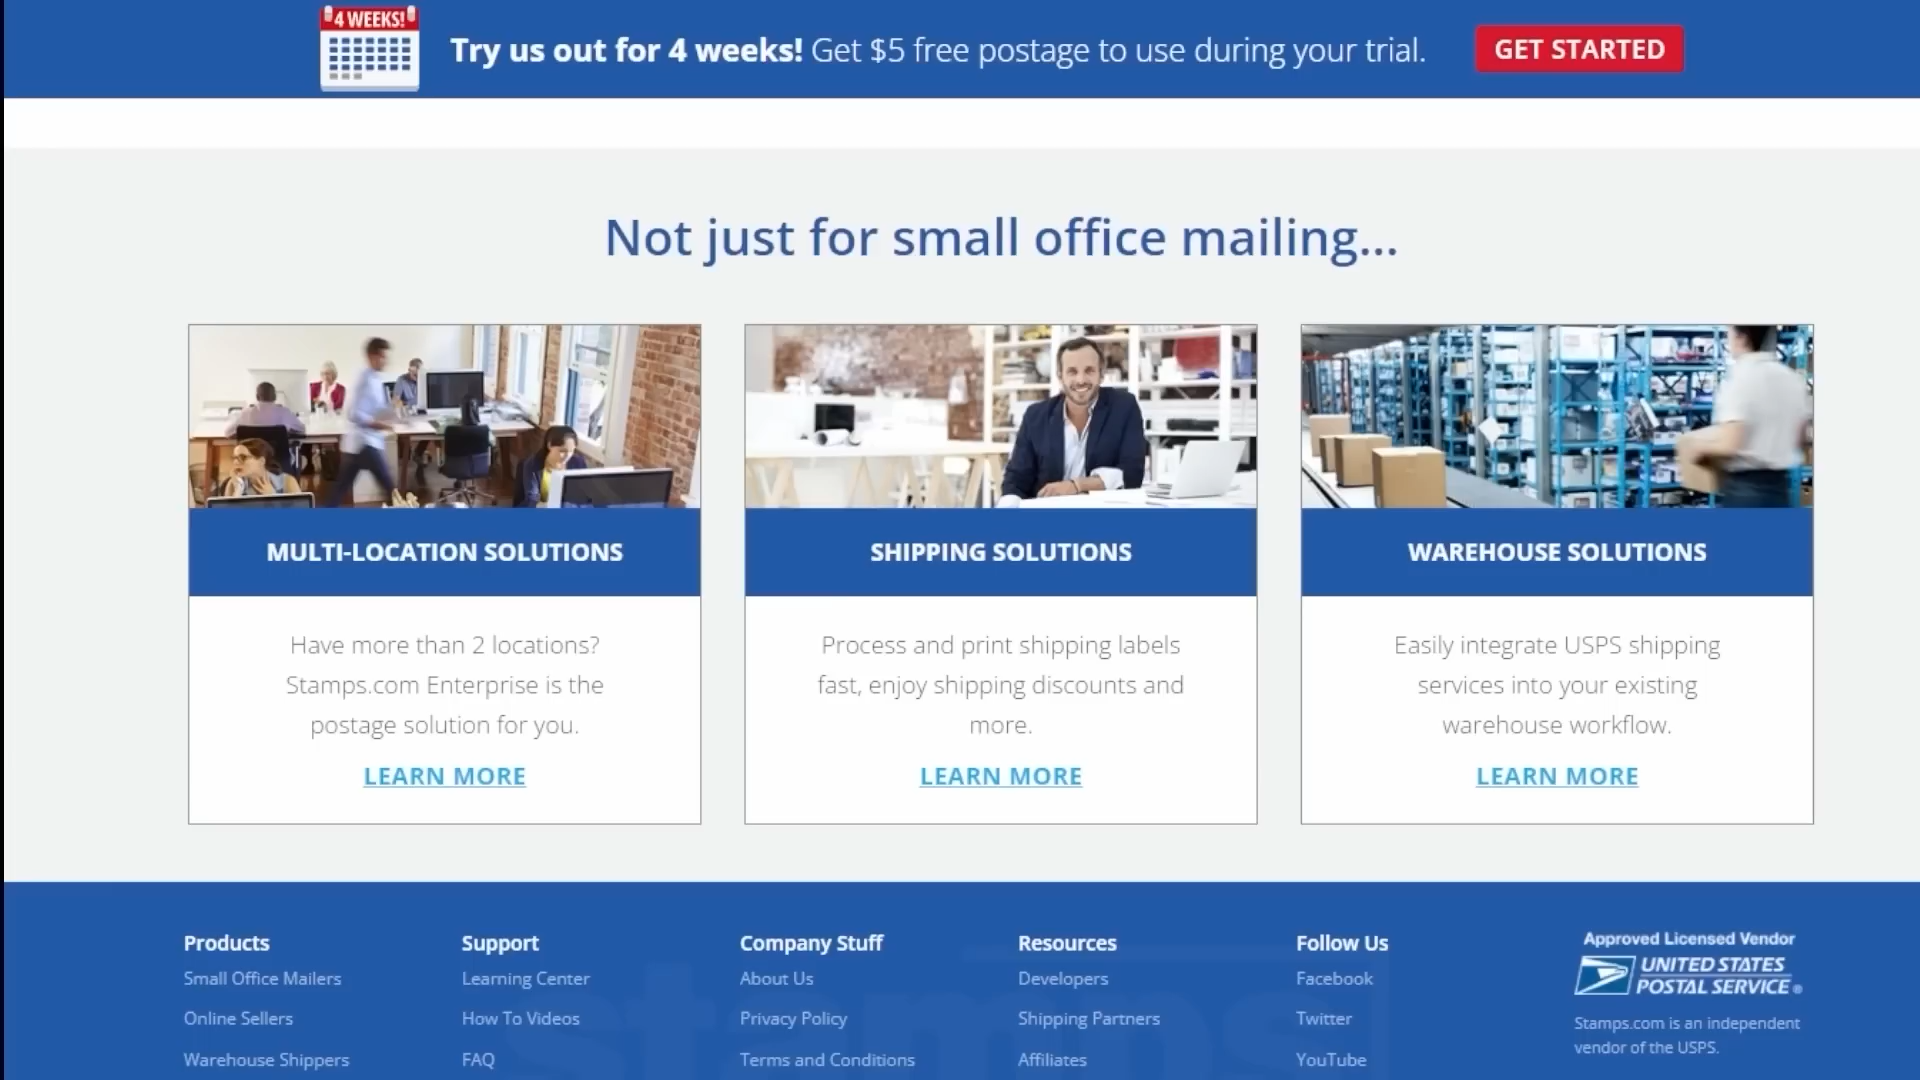 4 WEEKS!
Try us out for 4 weeks! Get $5 free postage to use during your trial.
GET STARTED
Not just for small office mailing...
MULTI-LOCATION SOLUTIONS
Have more than 2 locations?
Stamps.com Enterprise is the
postage solution for you.
LEARN MORE
SHIPPING SOLUTIONS
Process and print shipping labels
fast, enjoy shipping discounts and
more.
LEARN MORE
WAREHOUSE SOLUTIONS
Easily integrate USPS shipping
services into your existing
warehouse workflow.
LEARN MORE
Products
Small Office Mailers
Online Sellers
Warehouse Shippers
Support
Learning Center
How To Videos
FAQ
Company Stuff
About Us
Privacy Policy
Terms and Conditions
Resources
Developers
Shipping Partners
Affiliates
Follow Us
Facebook
Twitter
YouTube
Approved Licensed Vendor
UNITED STATES
POSTAL SERVICE®
Stamps.com is an independent
vendor of the USPS.
stamps